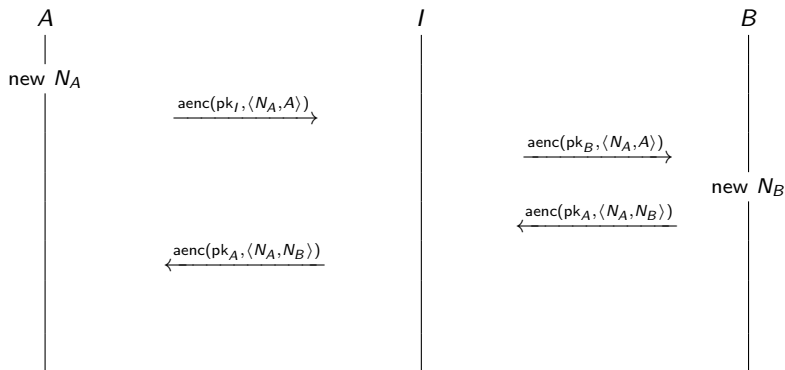 A I B
new N_A
aenc(pk_I,⟨N_A,A⟩)
aenc(pk_B,⟨N_A,A⟩)
new N_B
aenc(pk_A,⟨N_A,N_B⟩)
aenc(pk_A,⟨N_A,N_B⟩)